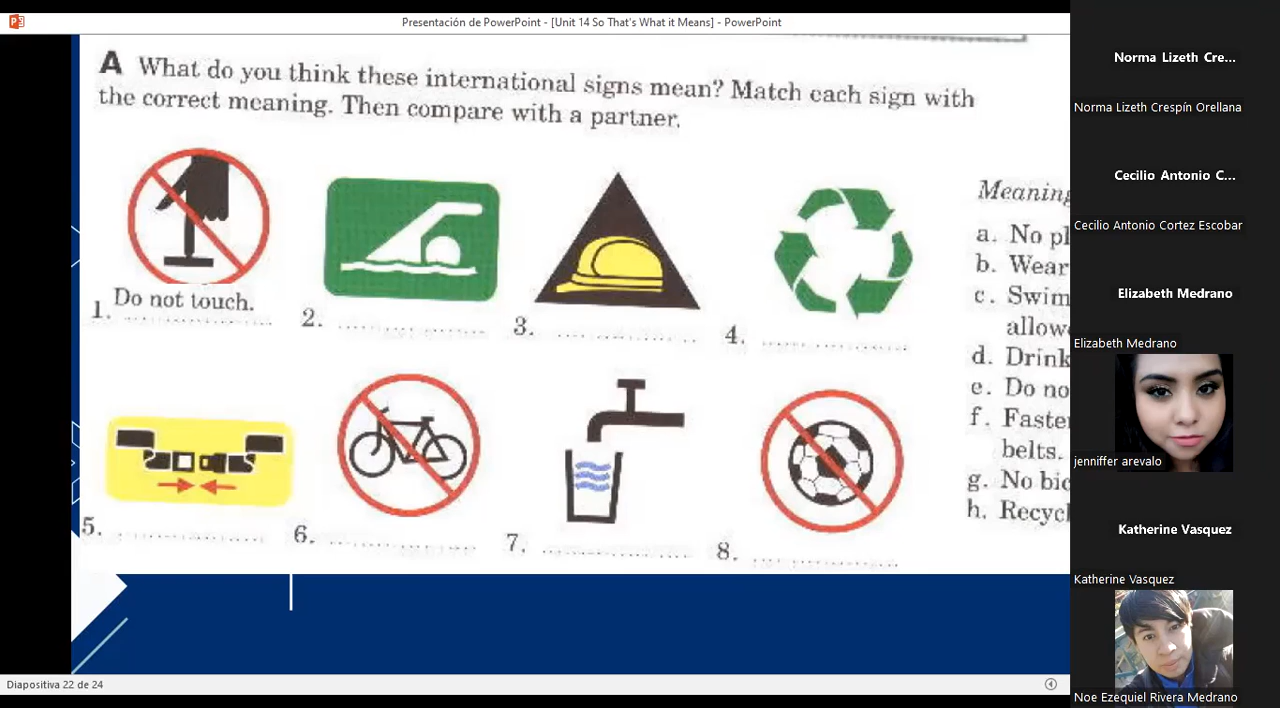 Presentación de PowerPoint - [Unit 14 So That's What it Means] - PowerPoint
A What do you think these international signs mean? Match each sign with
the correct meaning. Then compare with a partner.
1. Do not touch.
2.
3.
4.
5.
6.
7.
8.
Meaning
a. No pl
b. Wear
c. Swim
allow
d. Drink
e. Do no
f. Faste
belts.
g. No bic
h. Recycl
Diapositiva 22 de 24
Norma Lizeth Cre...
Norma Lizeth Crespín Orellana
Cecilio Antonio C...
Cecilio Antonio Cortez Escobar
Elizabeth Medrano
Elizabeth Medrano
jenniffer arevalo
Katherine Vasquez
Katherine Vasquez
Noe Ezequiel Rivera Medrano